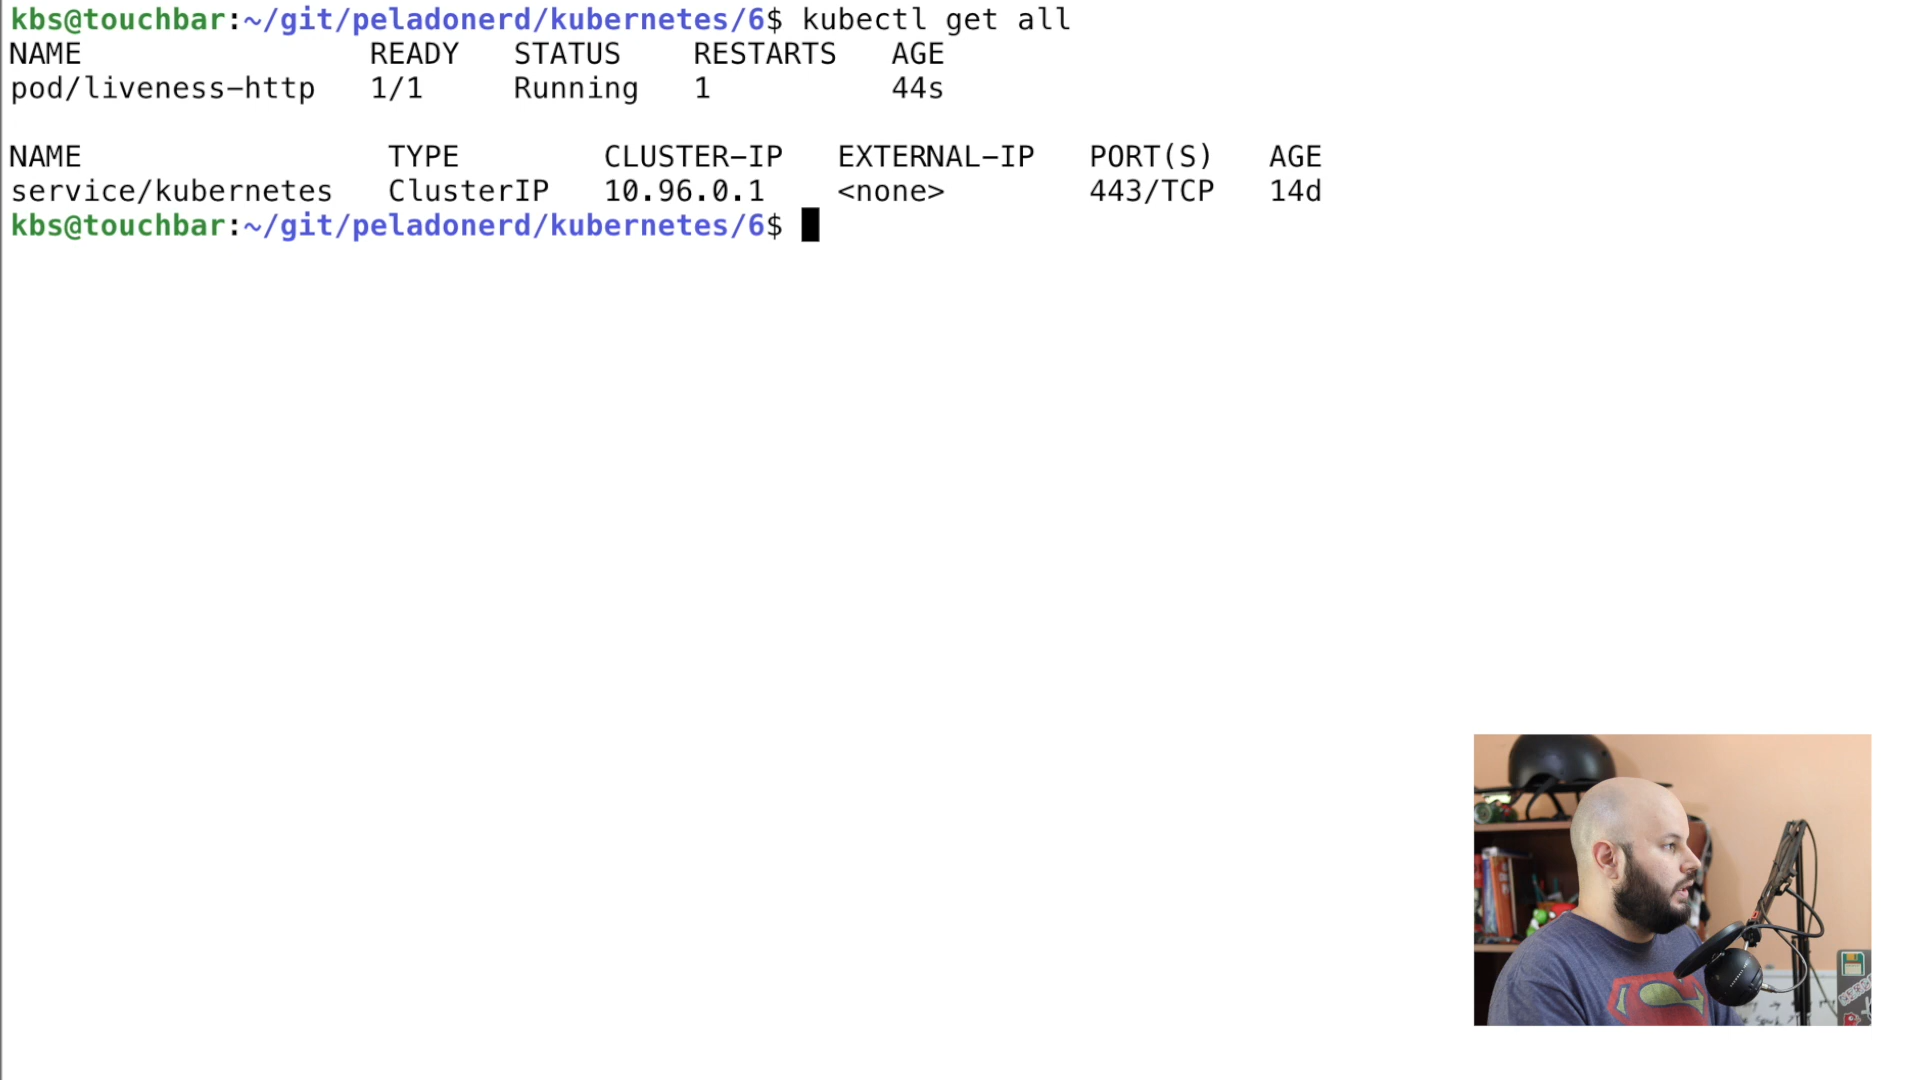 kbs@touchbar:~/git/peladonerd/kubernetes/6$ kubectl get all
NAME                READY   STATUS    RESTARTS   AGE
pod/liveness-http   1/1     Running   1          44s

NAME                 TYPE        CLUSTER-IP   EXTERNAL-IP   PORT(S)   AGE
service/kubernetes   ClusterIP   10.96.0.1    <none>        443/TCP   14d
kbs@touchbar:~/git/peladonerd/kubernetes/6$